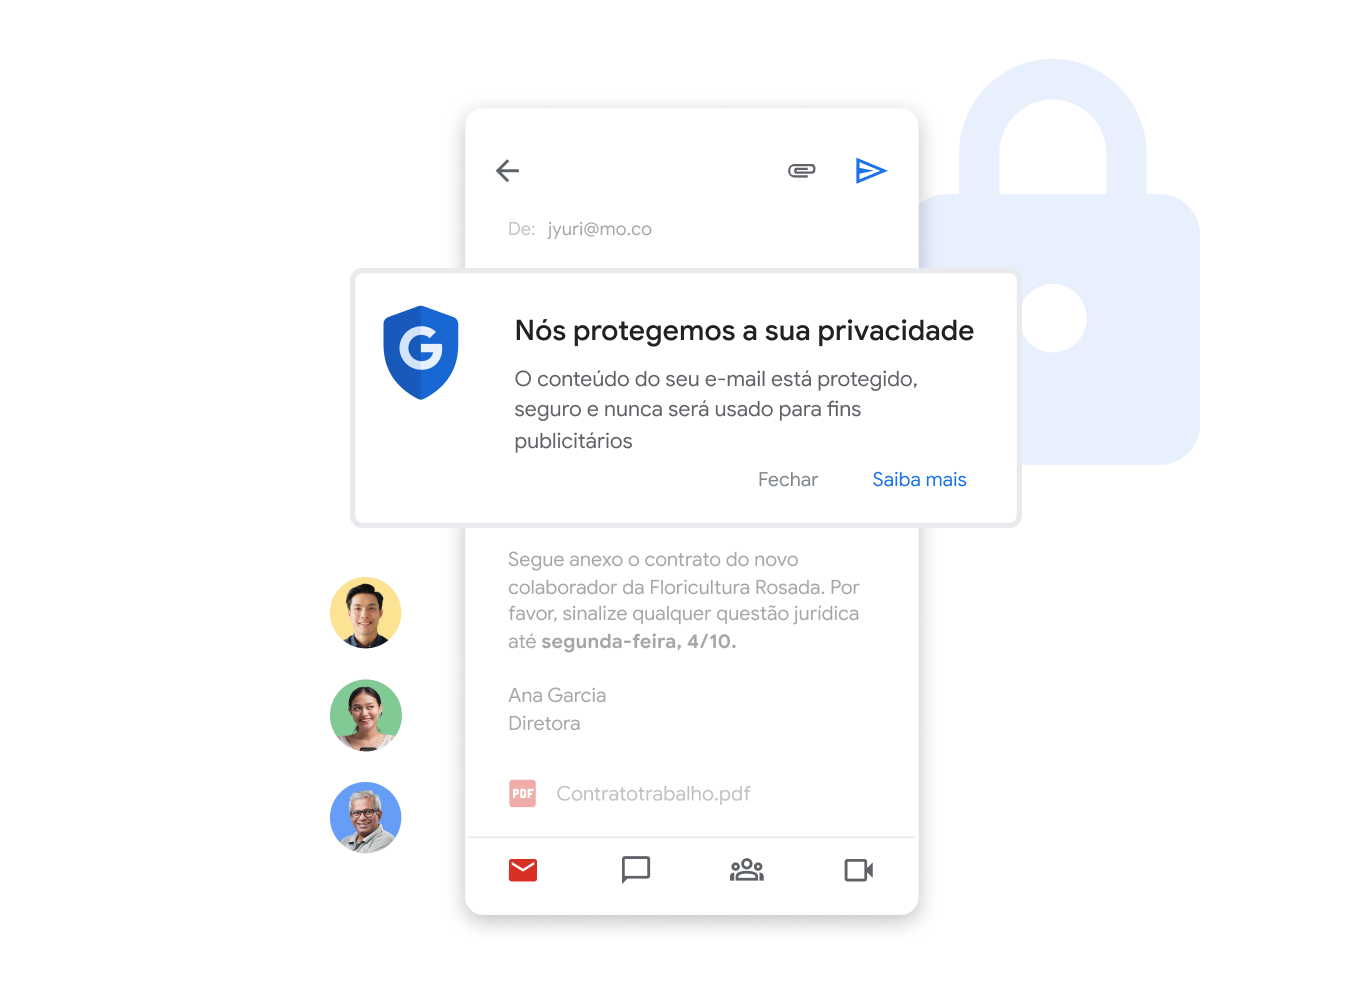 De: jyuri@mo.co
G
Nós protegemos a sua privacidade
O conteúdo do seu e-mail está protegido,
seguro e nunca será usado para fins
publicitários
Fechar Saiba mais
Segue anexo o contrato do novo
colaborador da Floricultura Rosada. Por
favor, sinalize qualquer questão jurídica
até segunda-feira, 4/10.
Ana Garcia
Diretora
PDF Contratotrabalho.pdf